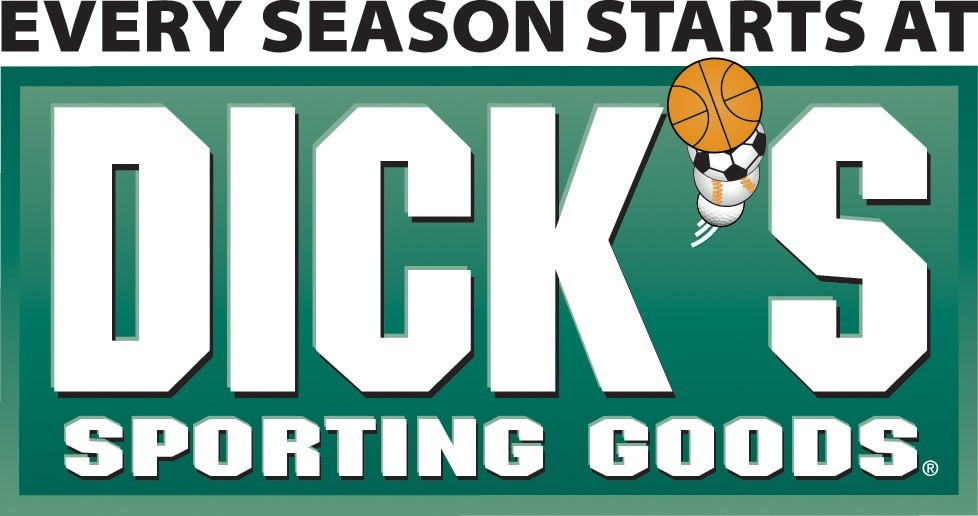 EVERY SEASON STARTS AT
DICK'S
SPORTING GOODS®